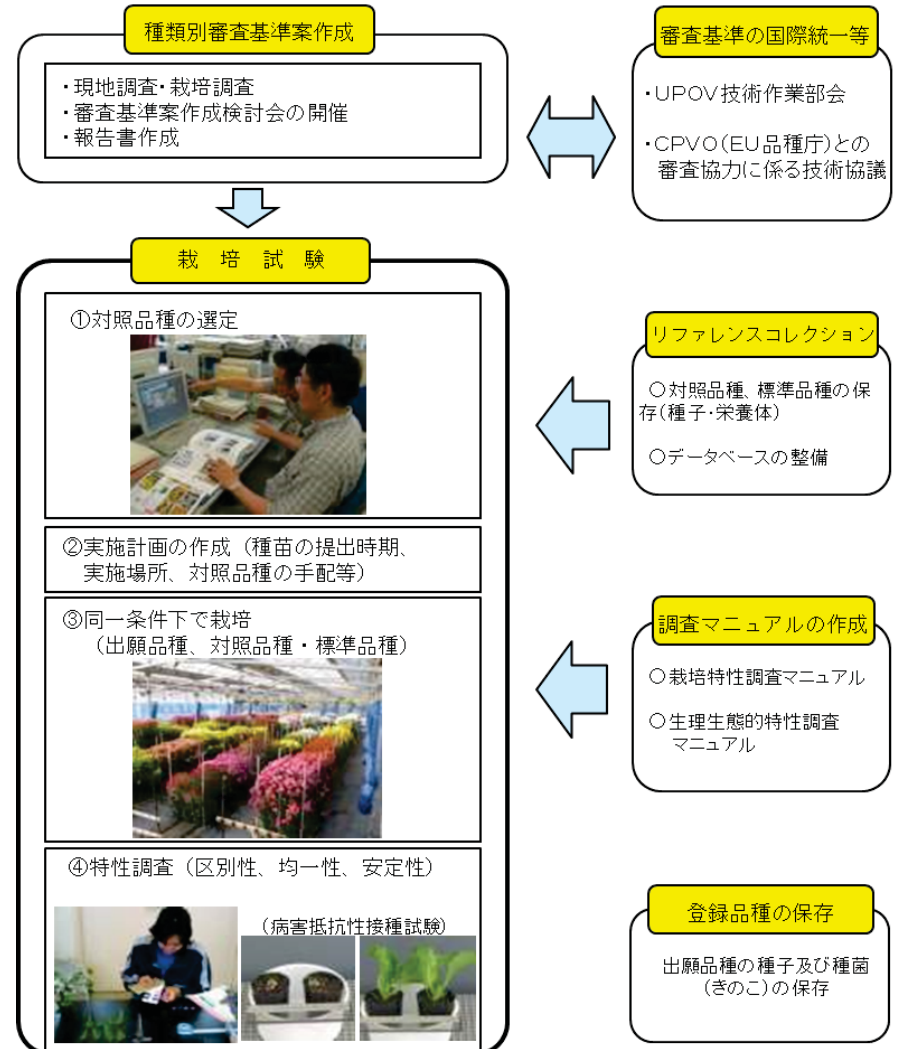 種類別審査基準案作成
・現地調査・栽培調査
・審査基準案作成検討会の開催
・報告書作成
審査基準の国際統一等
・UPOV技術作業部会
・CPVO(EU品種庁)との
審査協力に係る技術協議
栽 培 試 験
①対照品種の選定
②実施計画の作成（種苗の提出時期、
実施場所、対照品種の手配等）
③同一条件下で栽培
（出願品種、対照品種・標準品種）
④特性調査（区別性、均一性、安定性）
(病害抵抗性接種試験)
リファレンスコレクション
○対照品種、標準品種の保
存(種子・栄養体)
○データベースの整備
調査マニュアルの作成
○栽培特性調査マニュアル
○生理生態的特性調査
マニュアル
登録品種の保存
出願品種の種子及び種菌
(きのこ)の保存